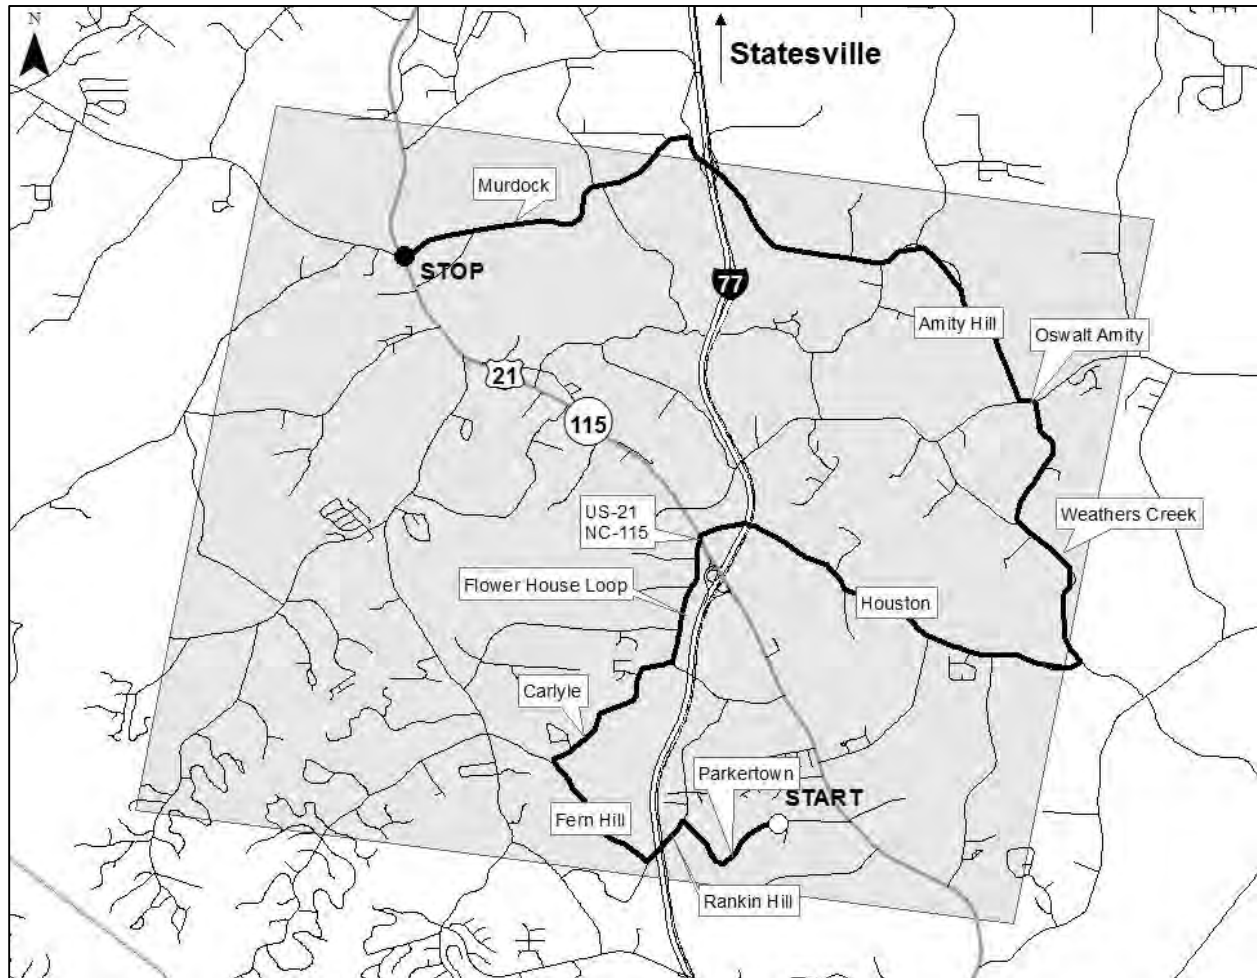 N
Statesville
Murdock
STOP
77
Amity Hill
Oswalt Amity
21
115
US-21
NC-115
Weathers Creek
Flower House Loop
Houston
Carlyle
Parkertown
START
Fern Hill
Rankin Hill